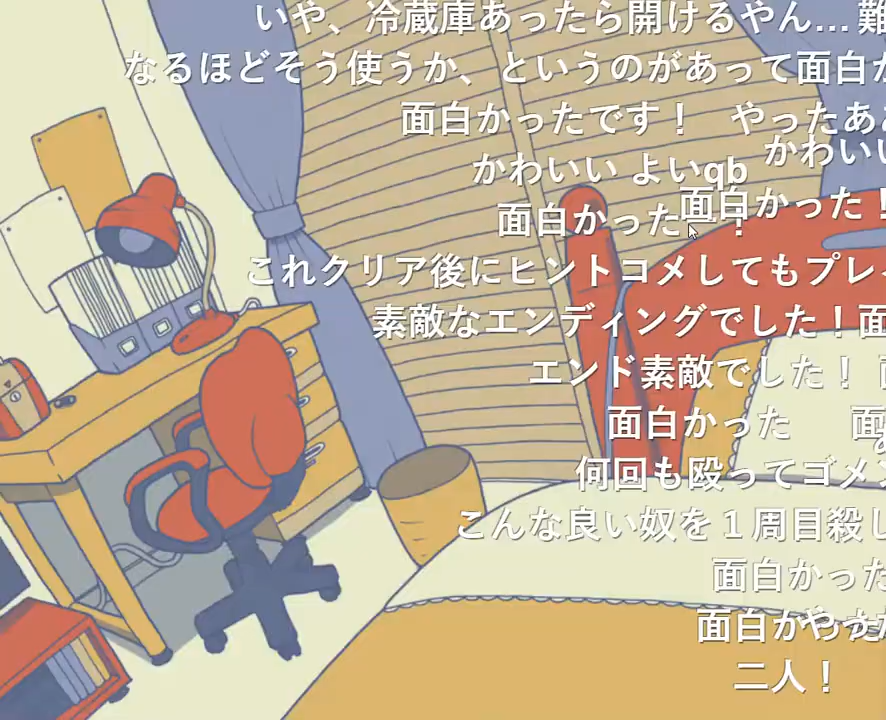 いや、冷蔵庫あったら開けるやん… 難
なるほどそう使うか、というのがあって面白か
面白かったです！ やったあ
かわいい
かわいい よいqb
面白かった！
面白かった ！
これクリア後にヒントコメしてもプレイ
素敵なエンディングでした！面
エンド素敵でした！ 面
面白かった 面
何回も殴ってゴメン
こんな良い奴を１周目殺し
面白かった
面白か
二人！